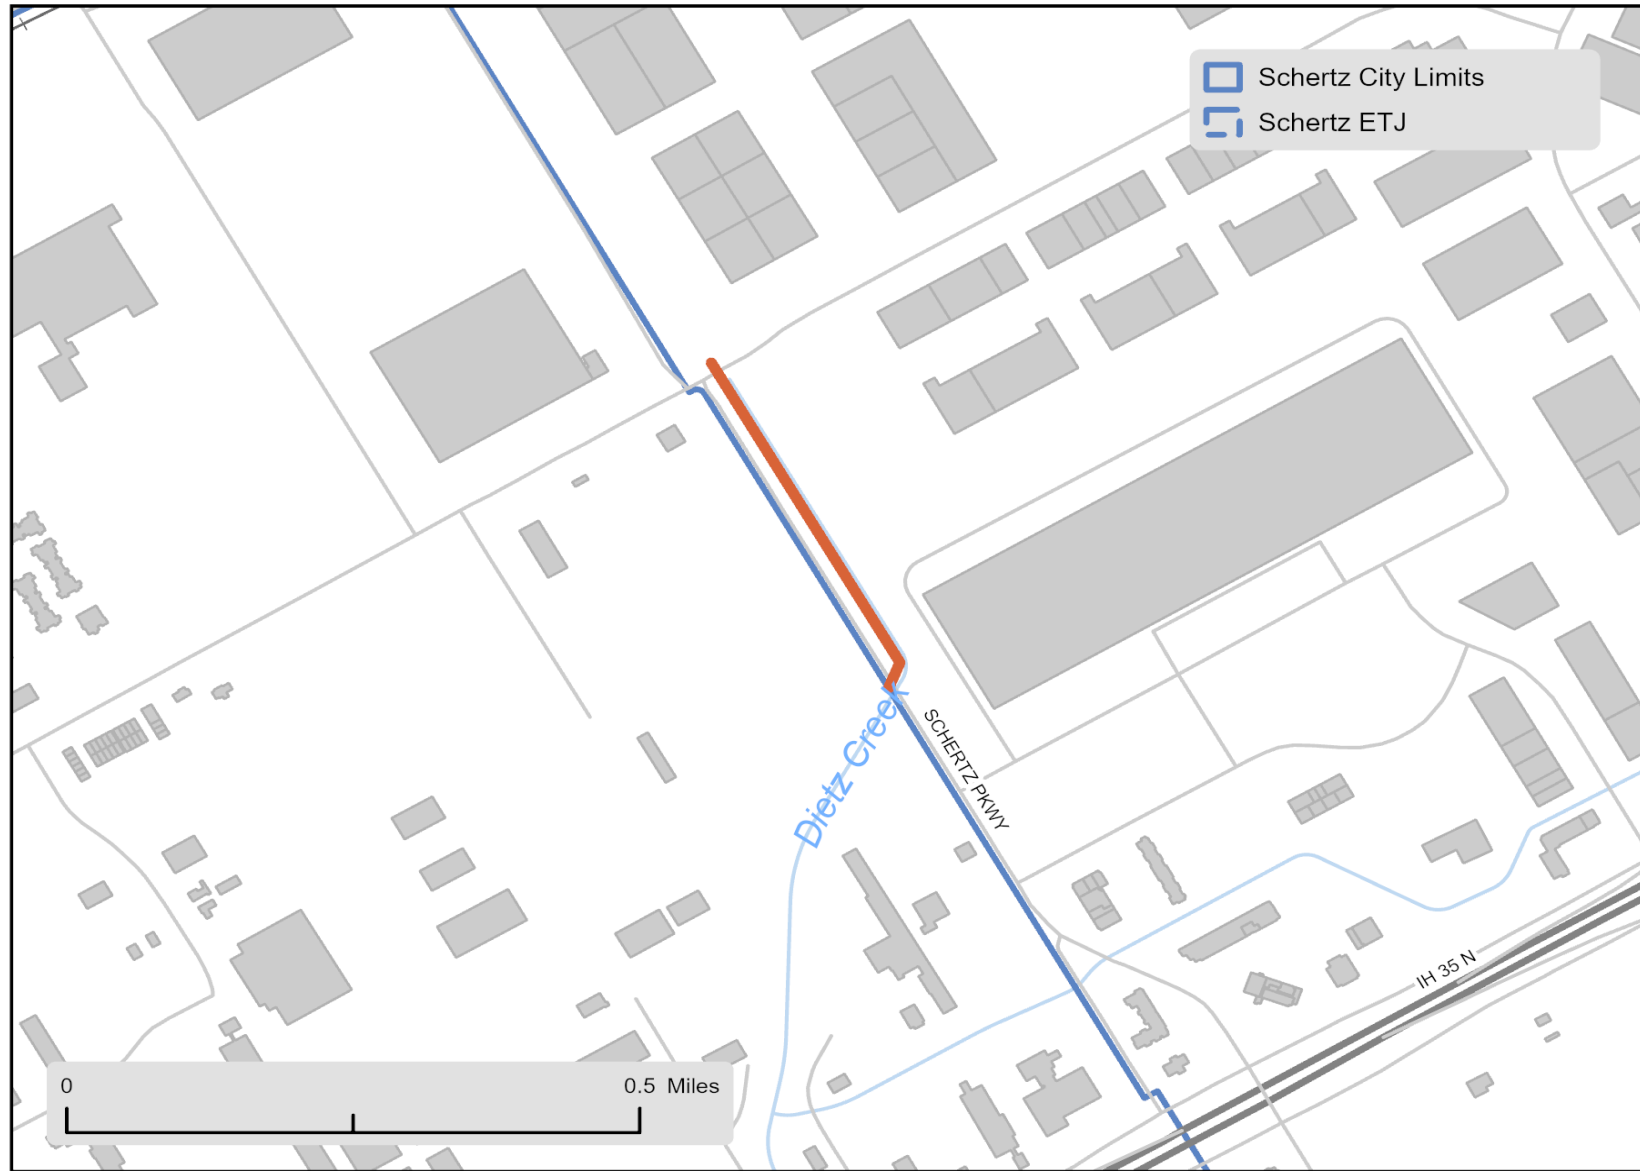 Schertz City Limits
Schertz ETJ
Dietz Creek
SCHERTZ PKWY
IH 35 N
0 0.5 Miles